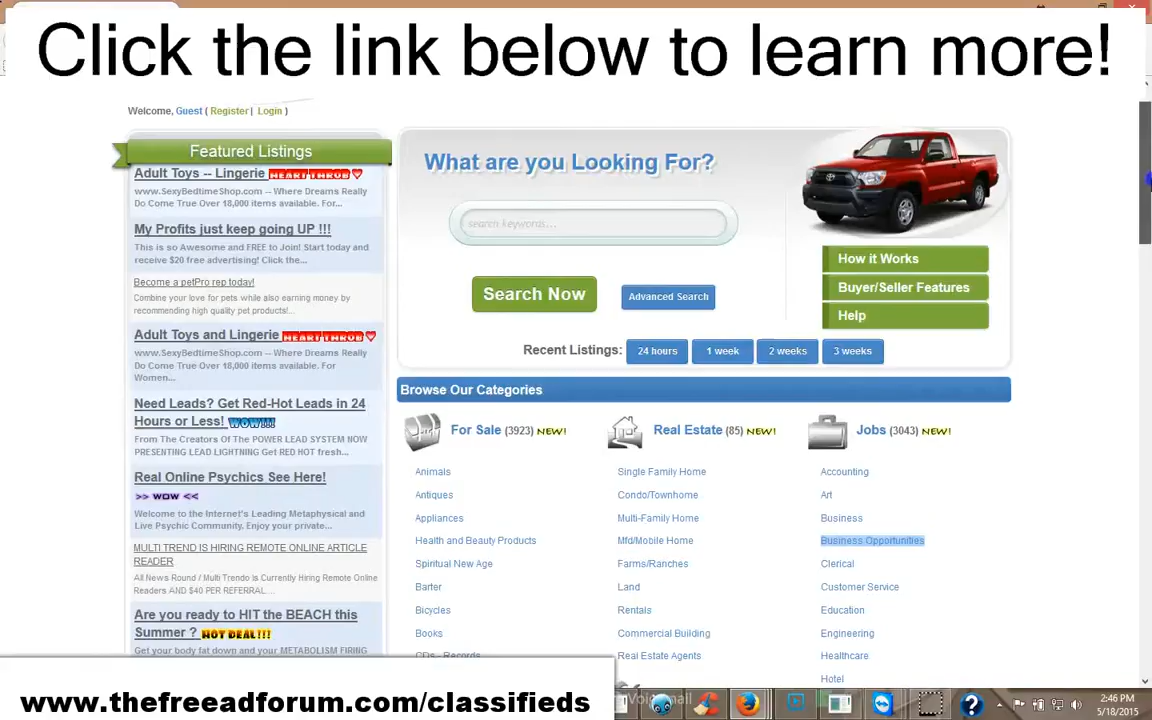 Click the link below to learn more!
Welcome, Guest ( Register | Login )
Featured Listings
Adult Toys -- Lingerie HEART THROB
www.SexyBedtimeShop.com -- Where Dreams Really
Do Come True Over 18,000 items available. For...
My Profits just keep going UP !!!
This is so Awesome and FREE to Join! Start today and
receive $20 free advertising! Click the...
Become a petPro rep today!
Combine your love for pets while also earning money by
recommending high quality pet products!...
Adult Toys and Lingerie HEART THROB
www.SexyBedtimeShop.com -- Where Dreams Really
Do Come True Over 18,000 items available. For
Women...
Need Leads? Get Red-Hot Leads in 24
Hours or Less! WOW!!!
From The Creators Of The POWER LEAD SYSTEM NOW
PRESENTING LEAD LIGHTNING Get RED HOT fresh...
Real Online Psychics See Here!
>> WOW <<
Welcome to the Internet's Leading Metaphysical and
Live Psychic Community. Enjoy your private...
MULTI TREND IS HIRING REMOTE ONLINE ARTICLE
READER
All News Round / Multi Trendo is Currently Hiring Remote Online
Readers AND $40 PER REFERRAL...
Are you ready to HIT the BEACH this
Summer ? HOT DEAL!!!
Get your body fat down and your METABOLISM FIRING
What are you Looking For?
search keywords...
Search Now
Advanced Search
How it Works
Buyer/Seller Features
Help
Recent Listings: 24 hours 1 week 2 weeks 3 weeks
Browse Our Categories
For Sale (3923) NEW!
Animals
Antiques
Appliances
Health and Beauty Products
Spiritual New Age
Barter
Bicycles
Books
CDs - Records
Real Estate (85) NEW!
Single Family Home
Condo/Townhome
Multi-Family Home
Mfd/Mobile Home
Farms/Ranches
Land
Rentals
Commercial Building
Real Estate Agents
Jobs (3043) NEW!
Accounting
Art
Business
Business Opportunities
Clerical
Customer Service
Education
Engineering
Healthcare
Hotel
www.thefreeadforum.com/classifieds
2:46 PM
5/18/2015